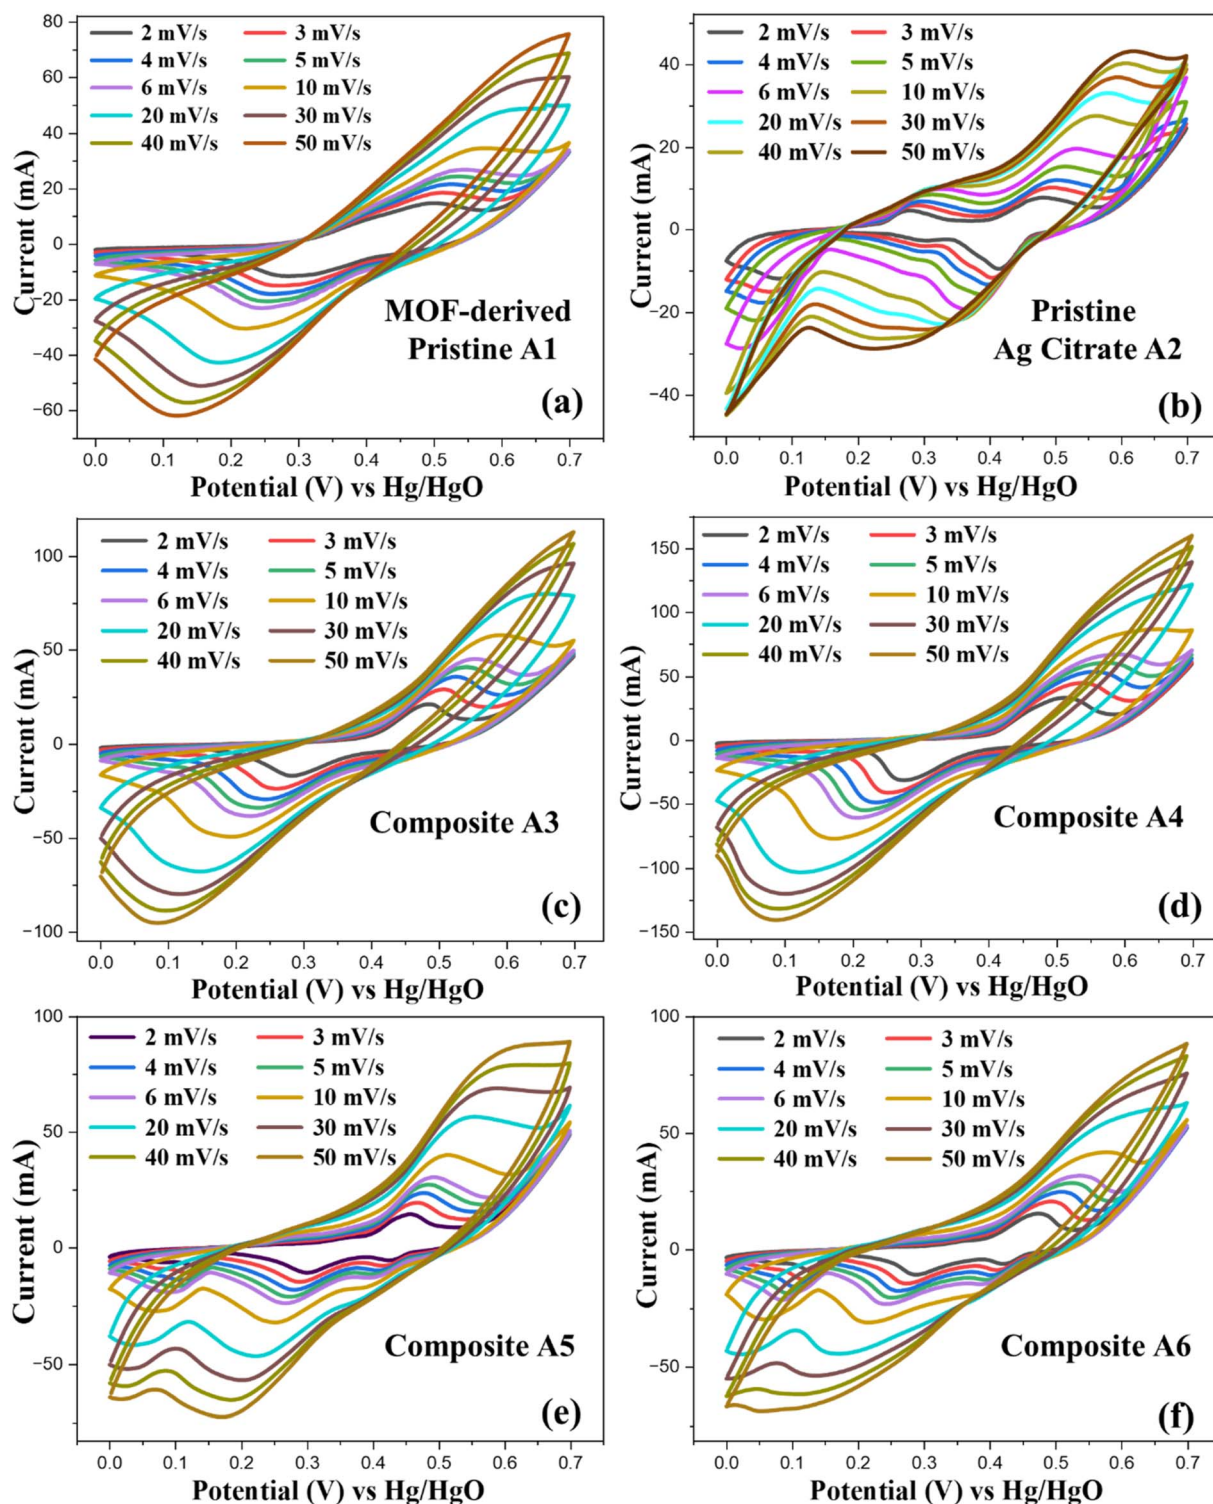 2 mV/s 3 mV/s
4 mV/s 5 mV/s
6 mV/s 10 mV/s
20 mV/s 30 mV/s
40 mV/s 50 mV/s
80
60
40
20
0
−20
−40
−60
Current (mA)
MOF-derived
Pristine A1
(a)
0.0 0.1 0.2 0.3 0.4 0.5 0.6 0.7
Potential (V) vs Hg/HgO
2 mV/s 3 mV/s
4 mV/s 5 mV/s
6 mV/s 10 mV/s
20 mV/s 30 mV/s
40 mV/s 50 mV/s
40
20
0
−20
−40
Current (mA)
Pristine
Ag Citrate A2
(b)
0.0 0.1 0.2 0.3 0.4 0.5 0.6 0.7
Potential (V) vs Hg/HgO
2 mV/s 3 mV/s
4 mV/s 5 mV/s
6 mV/s 10 mV/s
20 mV/s 30 mV/s
40 mV/s 50 mV/s
100
50
0
−50
−100
Current (mA)
Composite A3
(c)
0.0 0.1 0.2 0.3 0.4 0.5 0.6 0.7
Potential (V) vs Hg/HgO
2 mV/s 3 mV/s
4 mV/s 5 mV/s
6 mV/s 10 mV/s
20 mV/s 30 mV/s
40 mV/s 50 mV/s
150
100
50
0
−50
−100
−150
Current (mA)
Composite A4
(d)
0.0 0.1 0.2 0.3 0.4 0.5 0.6 0.7
Potential (V) vs Hg/HgO
2 mV/s 3 mV/s
4 mV/s 5 mV/s
6 mV/s 10 mV/s
20 mV/s 30 mV/s
40 mV/s 50 mV/s
100
50
0
−50
Current (mA)
Composite A5
(e)
0.0 0.1 0.2 0.3 0.4 0.5 0.6 0.7
Potential (V) vs Hg/HgO
2 mV/s 3 mV/s
4 mV/s 5 mV/s
6 mV/s 10 mV/s
20 mV/s 30 mV/s
40 mV/s 50 mV/s
100
50
0
−50
Current (mA)
Composite A6
(f)
0.0 0.1 0.2 0.3 0.4 0.5 0.6 0.7
Potential (V) vs Hg/HgO